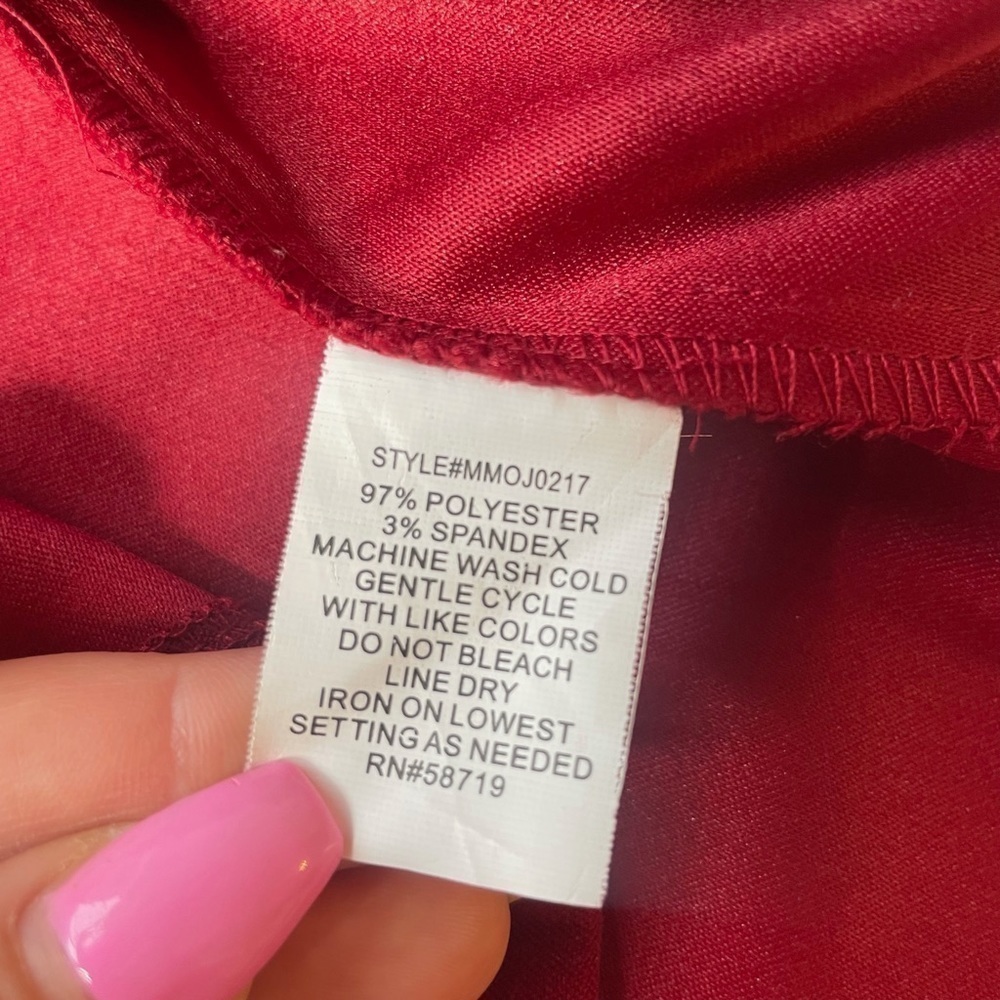 STYLE#MMOJ0217
97% POLYESTER
3% SPANDEX
MACHINE WASH COLD
GENTLE CYCLE
WITH LIKE COLORS
DO NOT BLEACH
LINE DRY
IRON ON LOWEST
SETTING AS NEEDED
RN#58719